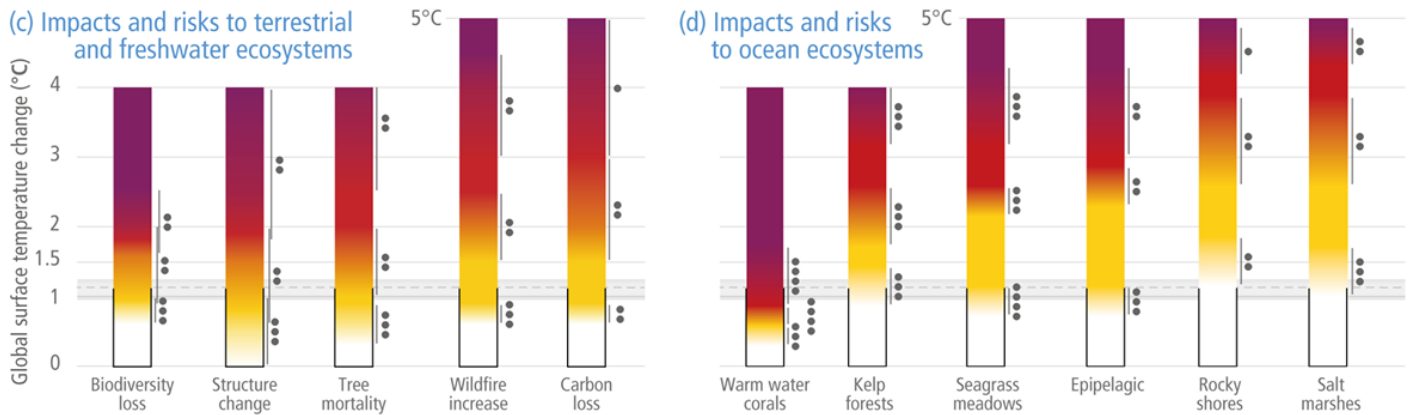 (c) Impacts and risks to terrestrial
and freshwater ecosystems
5°C
Global surface temperature change (°C)
4
3
2
1.5
1
0
Biodiversity
loss
Structure
change
Tree
mortality
Wildfire
increase
Carbon
loss
(d) Impacts and risks
to ocean ecosystems
5°C
Warm water
corals
Kelp
forests
Seagrass
meadows
Epipelagic
Rocky
shores
Salt
marshes